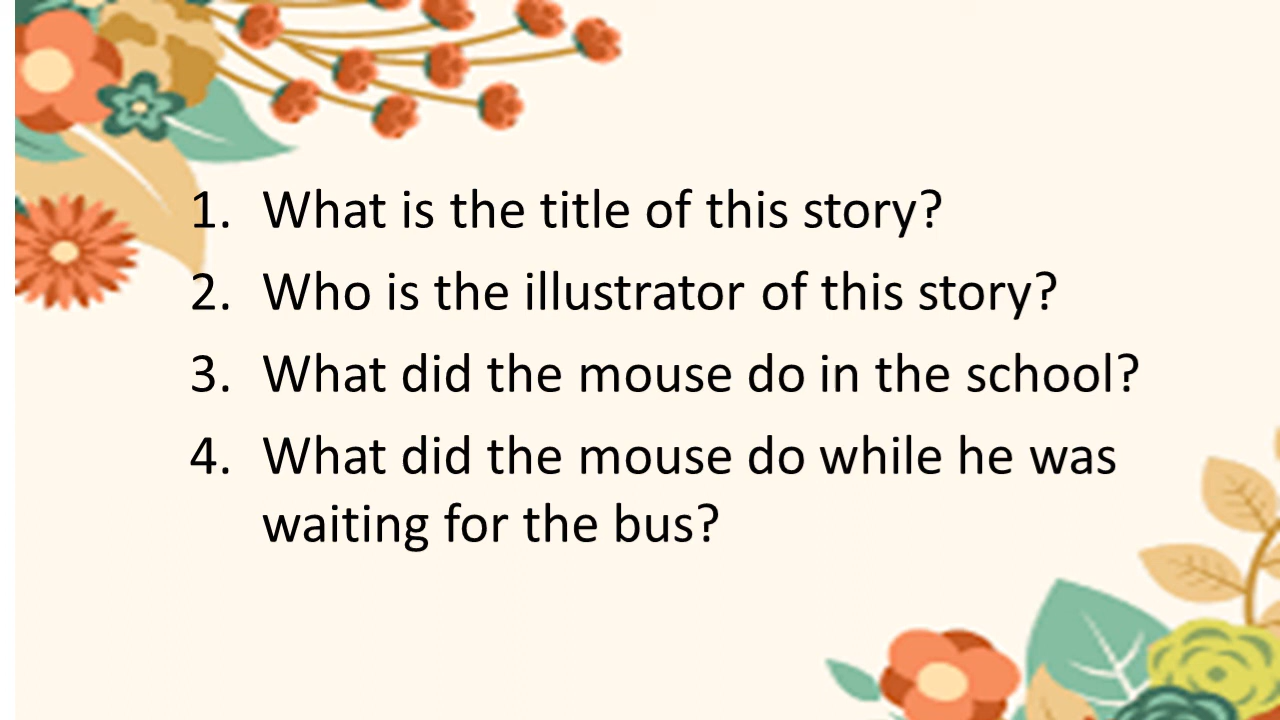 1. What is the title of this story?
2. Who is the illustrator of this story?
3. What did the mouse do in the school?
4. What did the mouse do while he was
waiting for the bus?